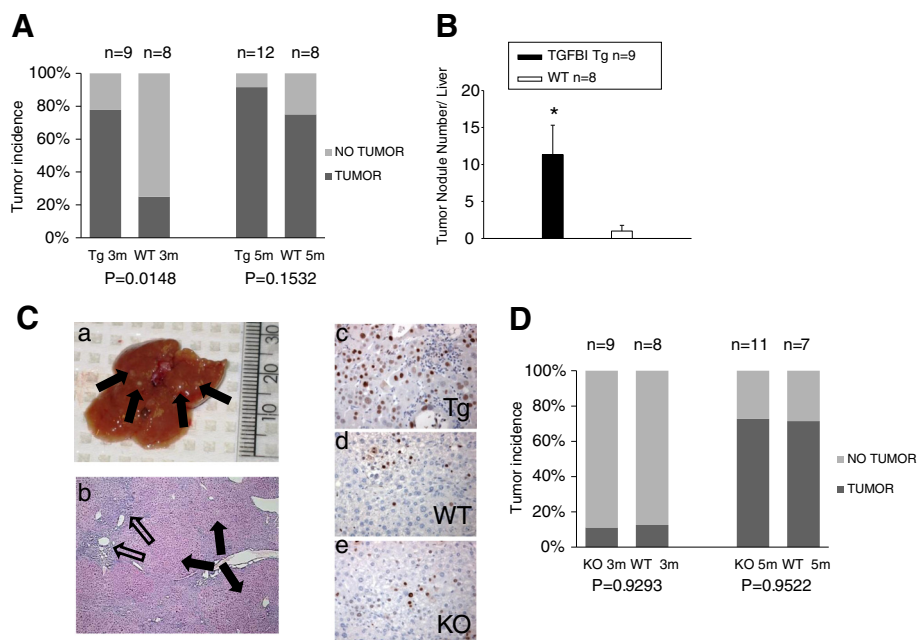 A
n=9 n=8 n=12 n=8
100%
80%
60%
40%
20%
0%
Tumor incidence
NO TUMOR
TUMOR
Tg 3m WT 3m Tg 5m WT 5m
P=0.0148 P=0.1532
B
TGFBI Tg n=9
WT n=8
20
15
10
5
0
Tumor Nodule Number/ Liver
*
C
a
10 20 30
b
c
Tg
d
WT
e
KO
D
n=9 n=8 n=11 n=7
100%
80%
60%
40%
20%
0%
Tumor incidence
NO TUMOR
TUMOR
KO 3m WT 3m KO 5m WT 5m
P=0.9293 P=0.9522